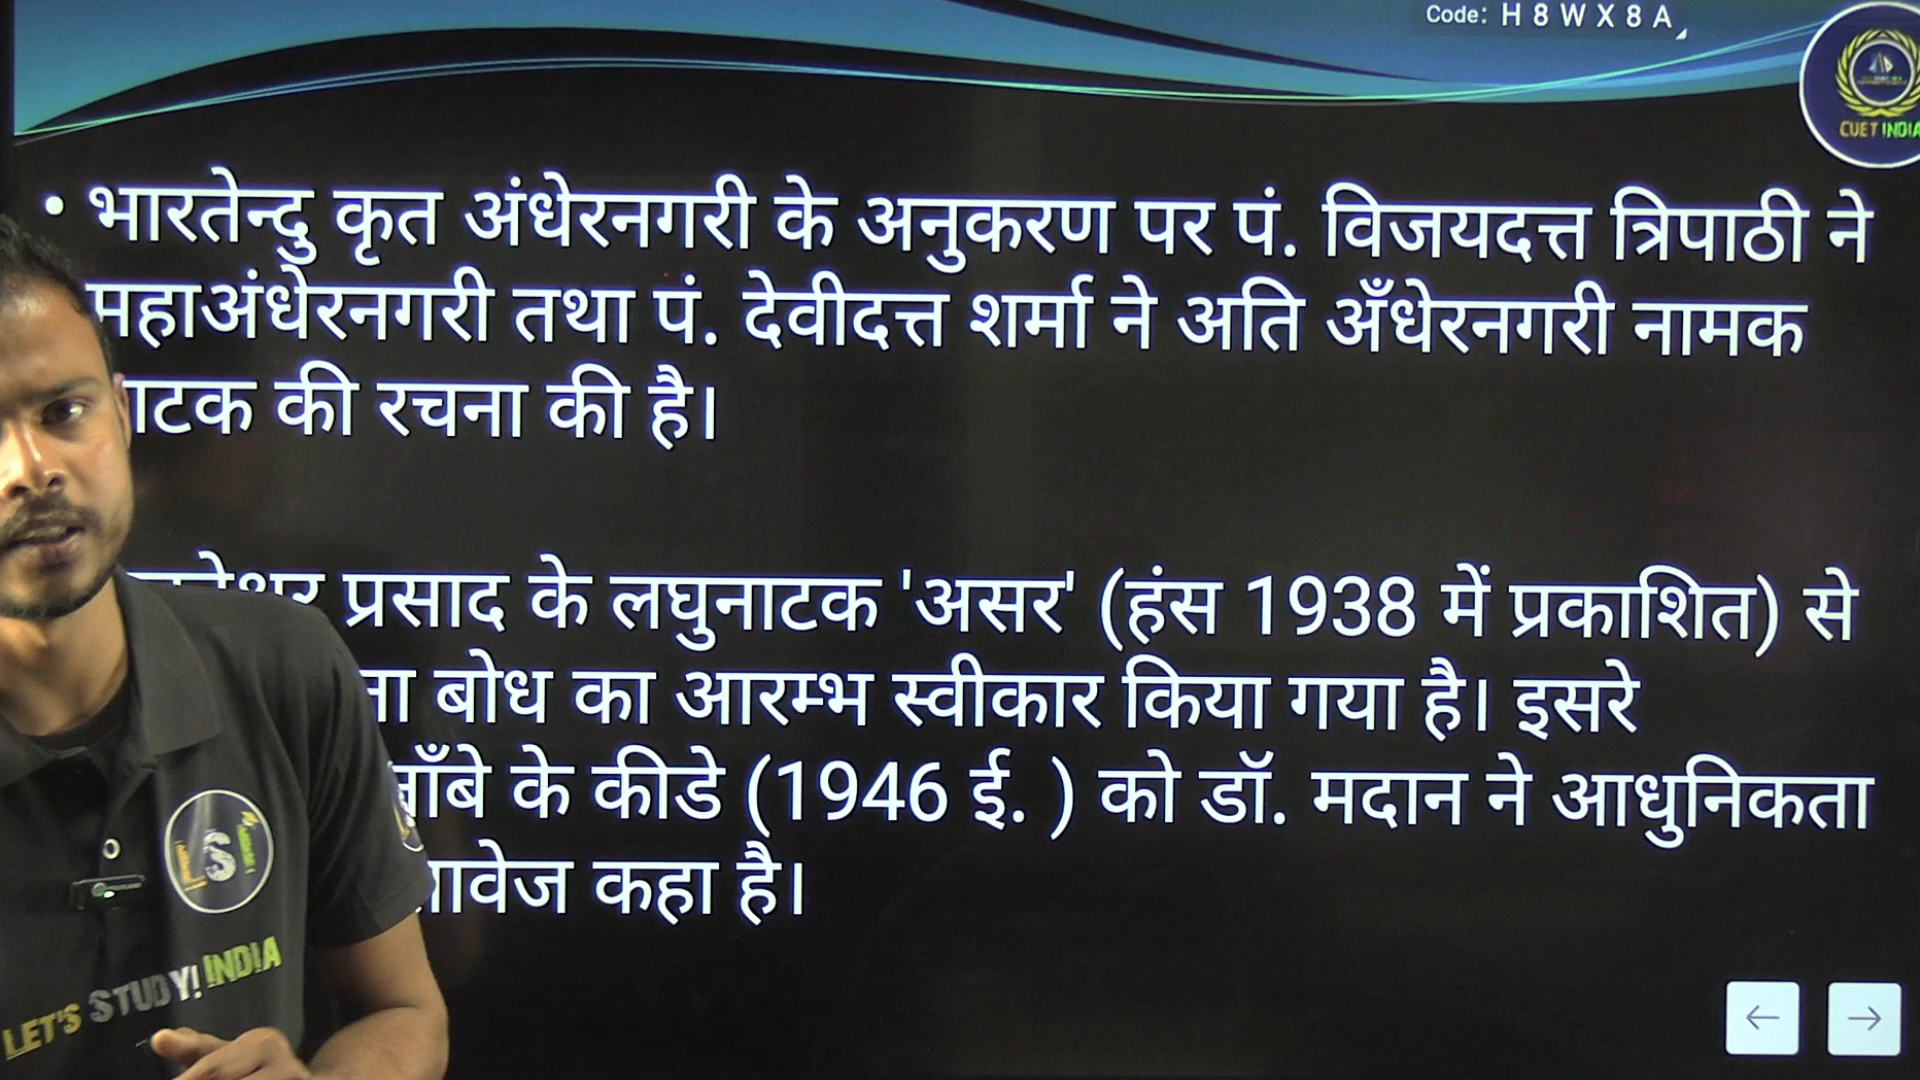 Code: H 8 W X 8 A
CUET INDIA
• भारतेन्दु कृत अंधेरनगरी के अनुकरण पर पं. विजयदत्त त्रिपाठी ने
महाअंधेरनगरी तथा पं. देवीदत्त शर्मा ने अति अँधेरनगरी नामक
की रचना की है।
प्रसाद के लघुनाटक 'असर' (हंस 1938 में प्रकाशित) से
बोध का आरम्भ स्वीकार किया गया है। इसरे
के कीडे (1946 ई. ) को डॉ. मदान ने आधुनिकता
कहा है।
LET'S STUDY! INDIA